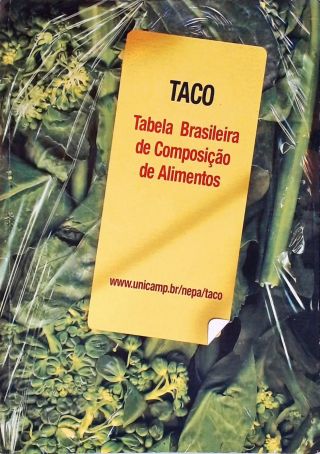 TACO
Tabela Brasileira
de Composição
de Alimentos
www.unicamp.br/nepa/taco